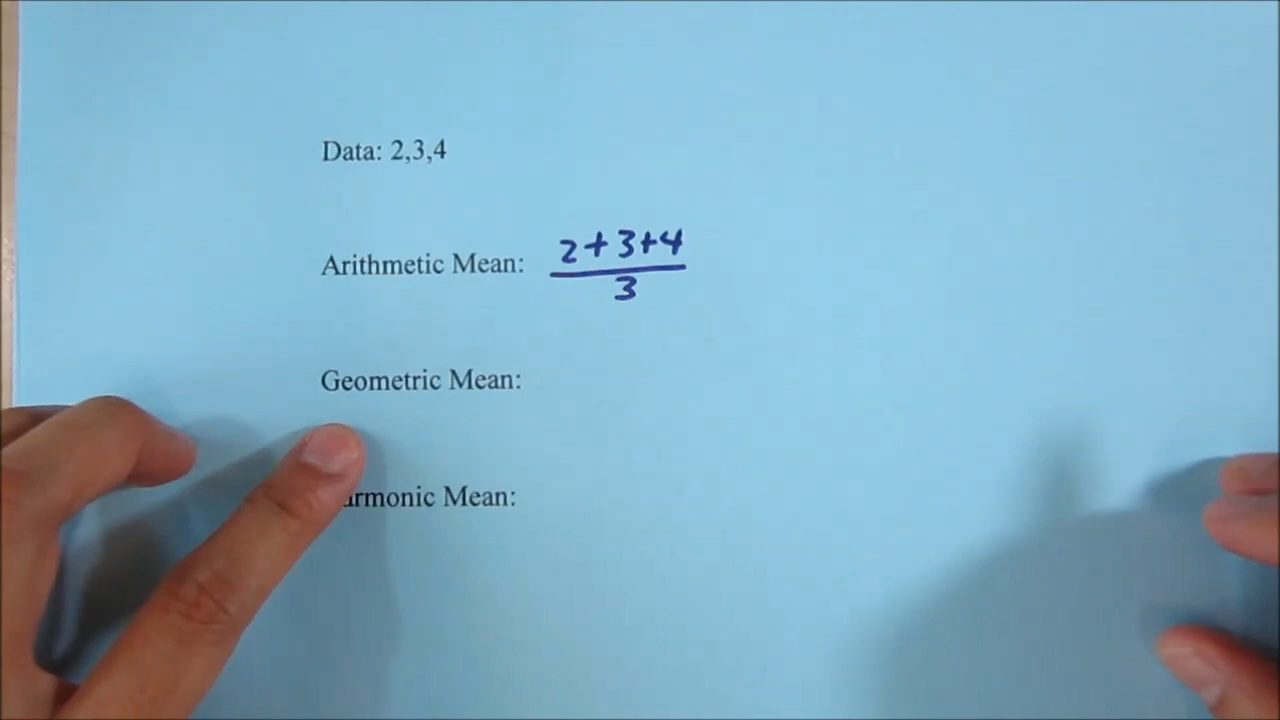 Data: 2,3,4
Arithmetic Mean: 2+3+4
3
Geometric Mean:
armonic Mean: